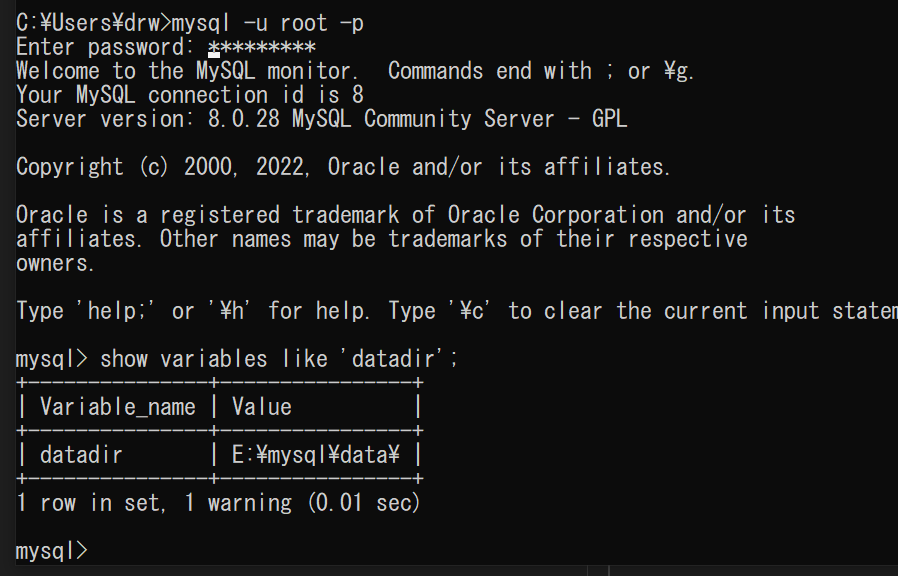 C:¥Users¥drw>mysql -u root -p
Enter password: *********
Welcome to the MySQL monitor.  Commands end with ; or ¥g.
Your MySQL connection id is 8
Server version: 8.0.28 MySQL Community Server - GPL
Copyright (c) 2000, 2022, Oracle and/or its affiliates.
Oracle is a registered trademark of Oracle Corporation and/or its
affiliates. Other names may be trademarks of their respective
owners.
Type 'help;' or '¥h' for help. Type '¥c' to clear the current input statem
mysql> show variables like 'datadir';
+---------------+----------------+
| Variable_name | Value          |
+---------------+----------------+
| datadir       | E:¥mysql¥data¥ |
+---------------+----------------+
1 row in set, 1 warning (0.01 sec)
mysql>